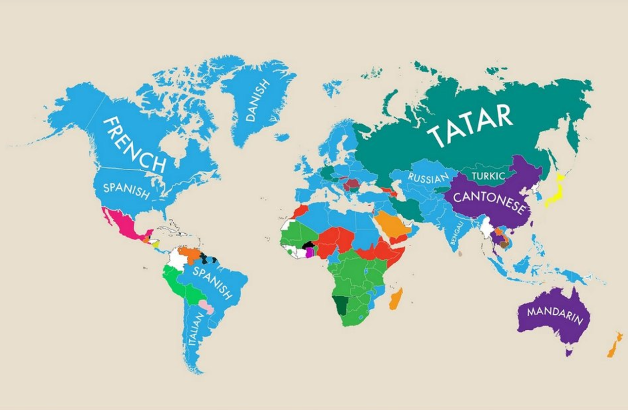 DANISH
FRENCH
TATAR
SPANISH
RUSSIAN
TURKIC
CANTONESE
BENGALI
SPANISH
ITALIAN
MANDARIN